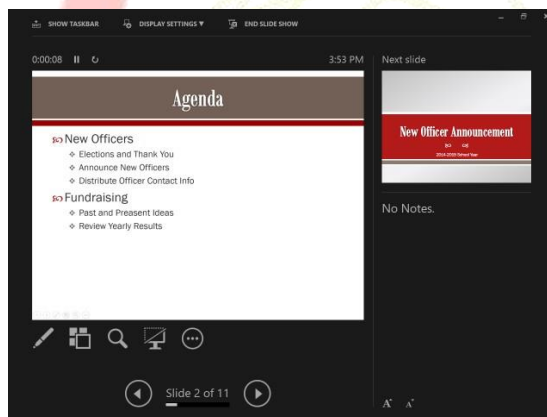 SHOW TASKBAR DISPLAY SETTINGS ▼ END SLIDE SHOW
0:00:08 3:53 PM Next slide
Agenda
New Officers
Elections and Thank You
Announce New Officers
Distribute Officer Contact Info
Fundraising
Past and Preasent Ideas
Review Yearly Results
New Officer Announcement
School Year
No Notes.
Slide 2 of 11
A A